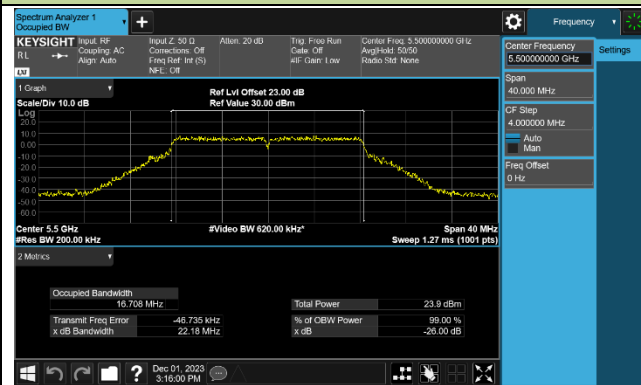 Spectrum Analyzer 1
Occupied BW
Frequency
KEYSIGHT
RL
Input: RF
Coupling: AC
Align: Auto
Input Z: 50 Ω
Corrections: Off
Freq Ref: Int (S)
NFE: Off
Atten: 20 dB
Trig: Free Run
Gate: Off
#IF Gain: Low
Center Freq: 5.500000000 GHz
Avg|Hold: 50/50
Radio Std: None
LXI
1 Graph
Scale/Div 10.0 dB
Ref Lvl Offset 23.00 dB
Ref Value 30.00 dBm
Log
20.0
10.0
0.00
-10.0
-20.0
-30.0
-40.0
-50.0
-60.0
Center 5.5 GHz
#Res BW 200.00 kHz
#Video BW 620.00 kHz*
Span 40 MHz
Sweep 1.27 ms (1001 pts)
2 Metrics
Occupied Bandwidth
16.708 MHz
Total Power 23.9 dBm
Transmit Freq Error -46.735 kHz
% of OBW Power 99.00 %
x dB Bandwidth 22.18 MHz
x dB -26.00 dB
Dec 01, 2023
3:16:00 PM
Center Frequency
5.500000000 GHz
Settings
Span
40.000 MHz
CF Step
4.000000 MHz
Auto
Man
Freq Offset
0 Hz